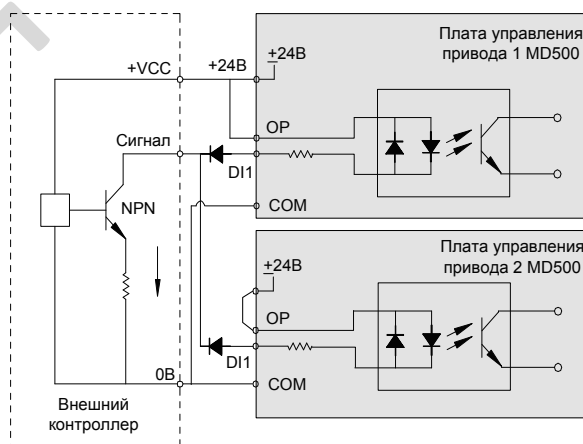 Плата управления
привода 1 MD500
+24В
+VCC
+24В
OP
Сигнал
DI1
NPN
COM
Плата управления
привода 2 MD500
+24В
OP
DI1
0В
COM
Внешний
контроллер